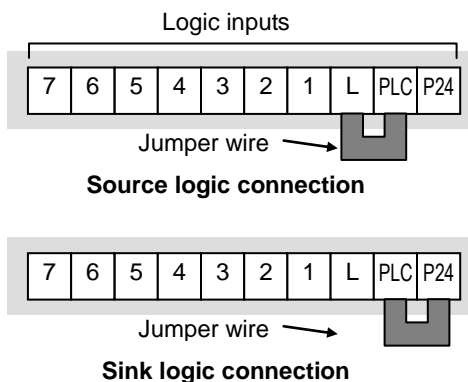 Logic inputs
7 6 5 4 3 2 1 L PLC P24
Jumper wire
Source logic connection
7 6 5 4 3 2 1 L PLC P24
Jumper wire
Sink logic connection